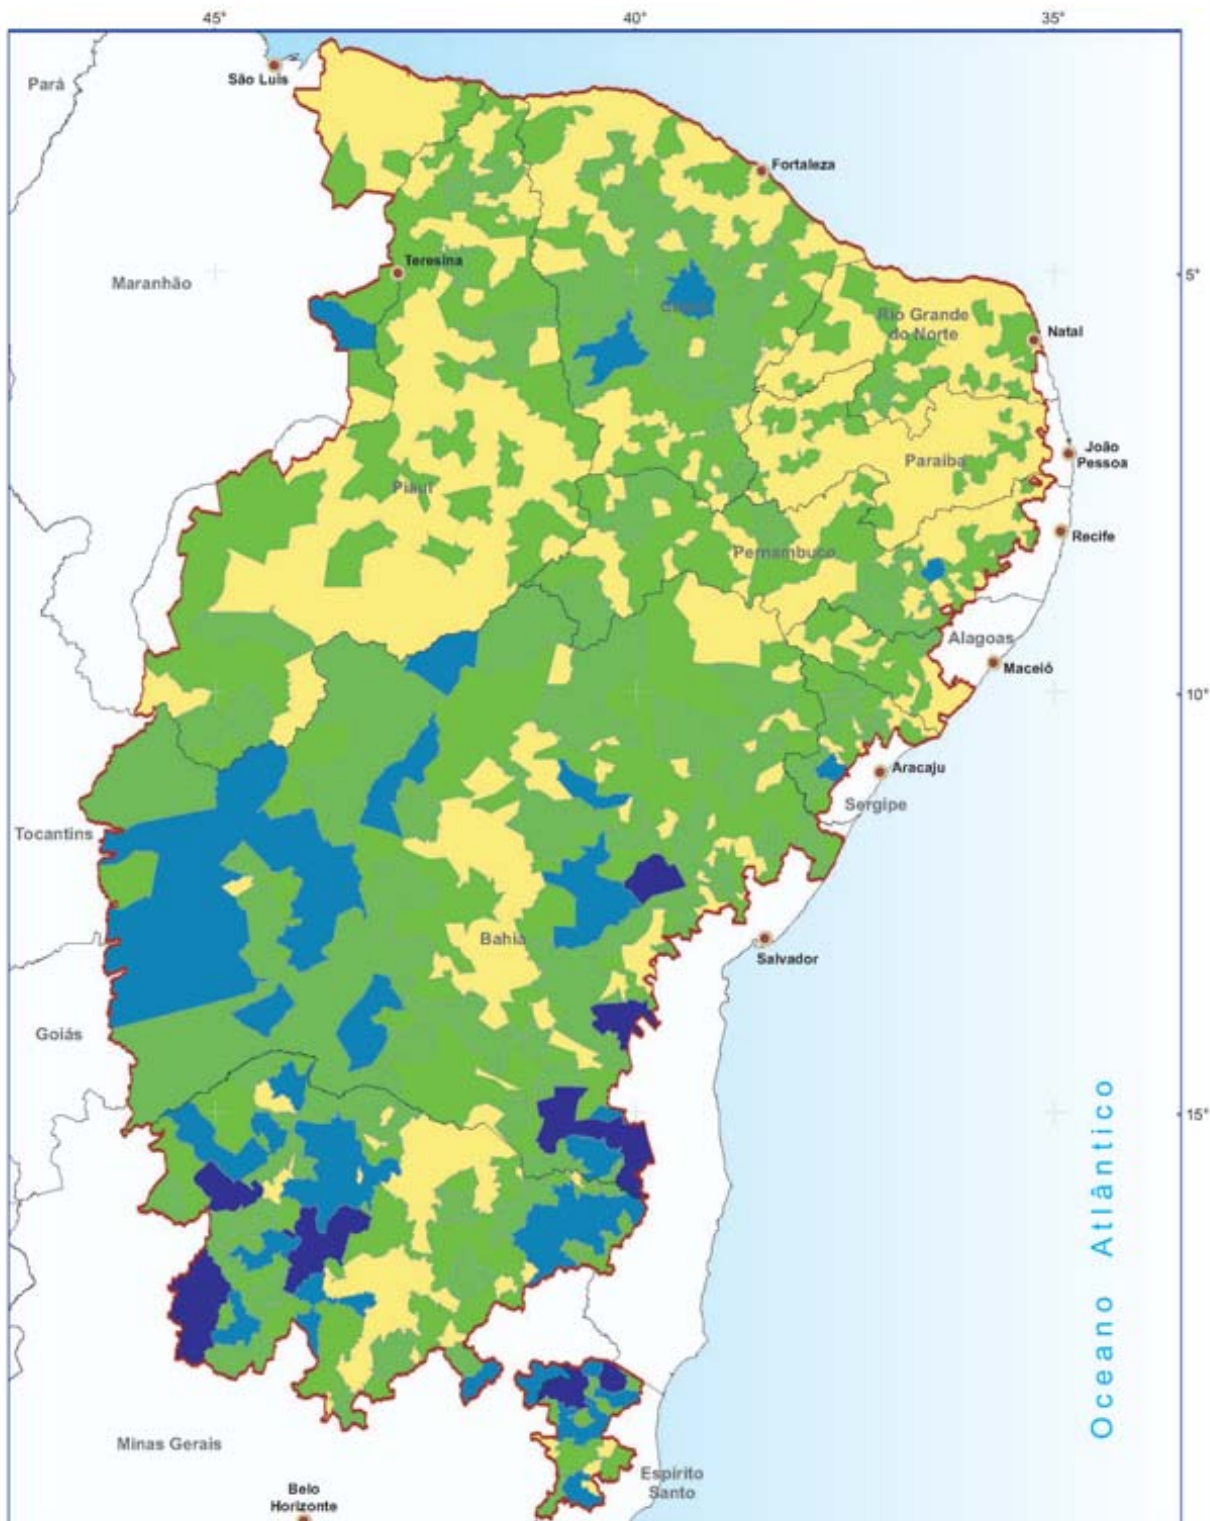 45°
40°
35°
Pará
São Luís
Fortaleza
Teresina
Maranhão
5°
Ceará
Rio Grande
do Norte
Natal
João
Pessoa
Paraíba
Piauí
Recife
Pernambuco
Alagoas
Maceió
10°
Aracaju
Sergipe
Tocantins
Bahia
Salvador
Goiás
15°
Oceano Atlântico
Minas Gerais
Espírito
Santo
Belo
Horizonte